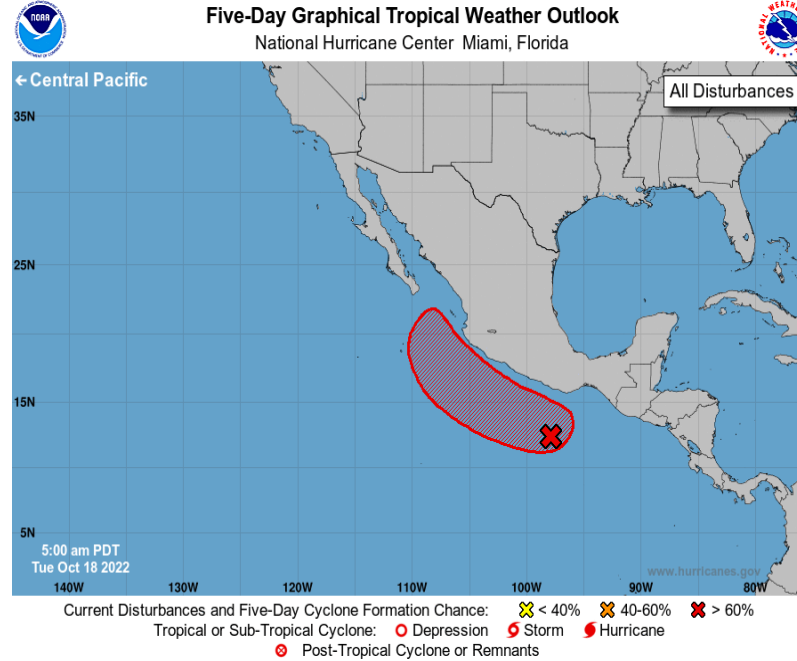 Five-Day Graphical Tropical Weather Outlook
National Hurricane Center Miami, Florida
NOAA
← Central Pacific
All Disturbances
35N
25N
15N
5N
5:00 am PDT
Tue Oct 18 2022
www.hurricanes.gov
140W 130W 120W 110W 100W 90W 80W
Current Disturbances and Five-Day Cyclone Formation Chance: < 40% 40-60% > 60%
Tropical or Sub-Tropical Cyclone: Depression Storm Hurricane
Post-Tropical Cyclone or Remnants